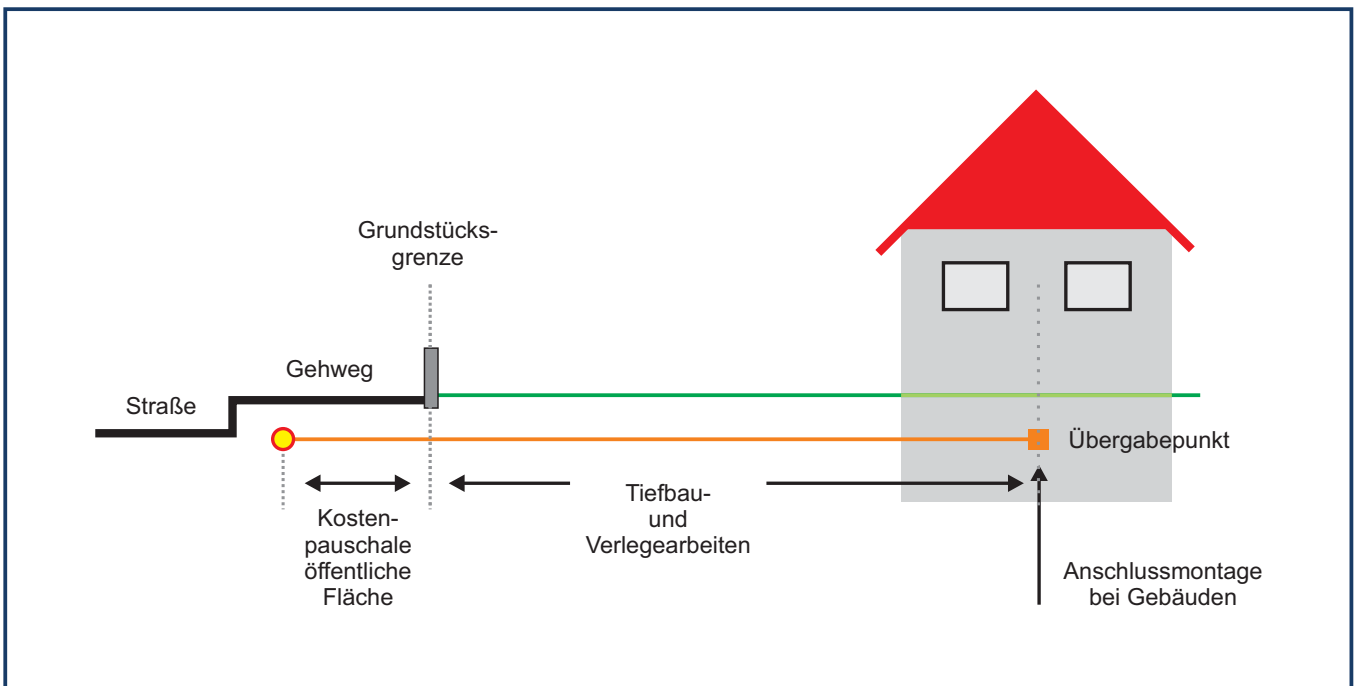 Grundstücks-
grenze
Gehweg
Straße
Übergabepunkt
Kosten-
pauschale
öffentliche
Fläche
Tiefbau-
und
Verlegearbeiten
Anschlussmontage
bei Gebäuden